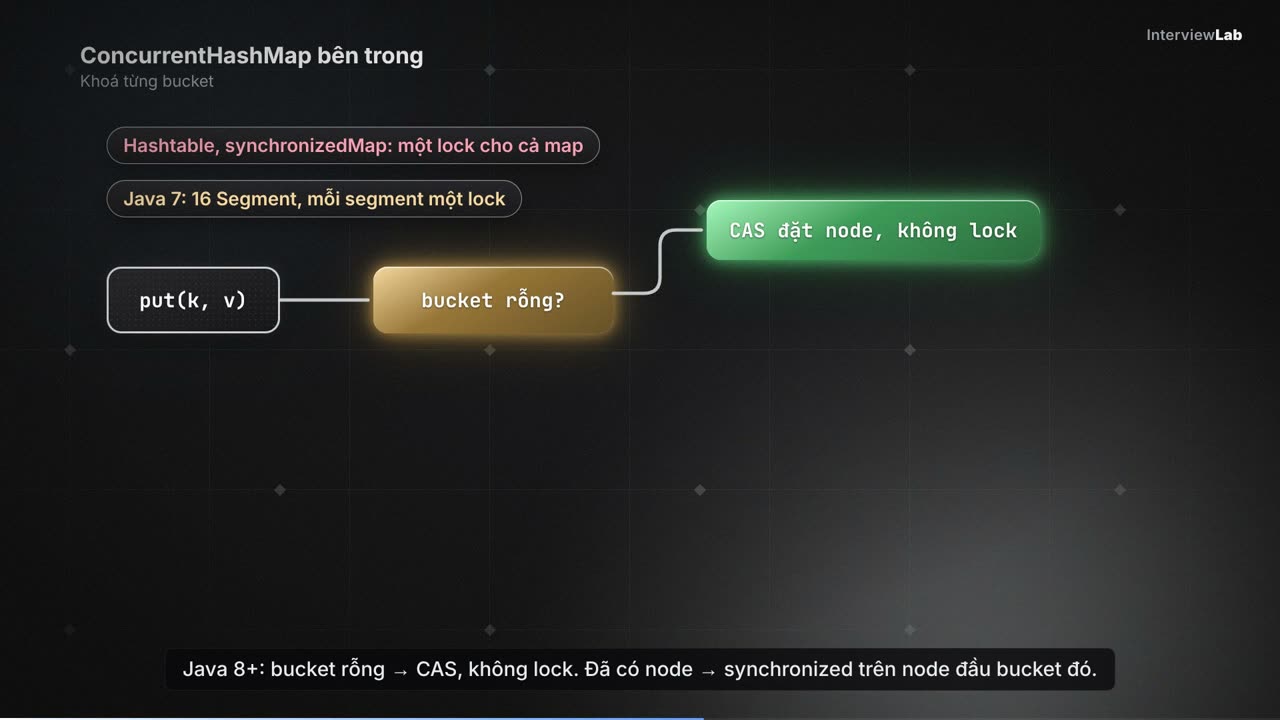 InterviewLab
ConcurrentHashMap bên trong
Khoá từng bucket
Hashtable, synchronizedMap: một lock cho cả map
Java 7: 16 Segment, mỗi segment một lock
CAS đặt node, không lock
put(k, v)
bucket rỗng?
Java 8+: bucket rỗng → CAS, không lock. Đã có node → synchronized trên node đầu bucket đó.